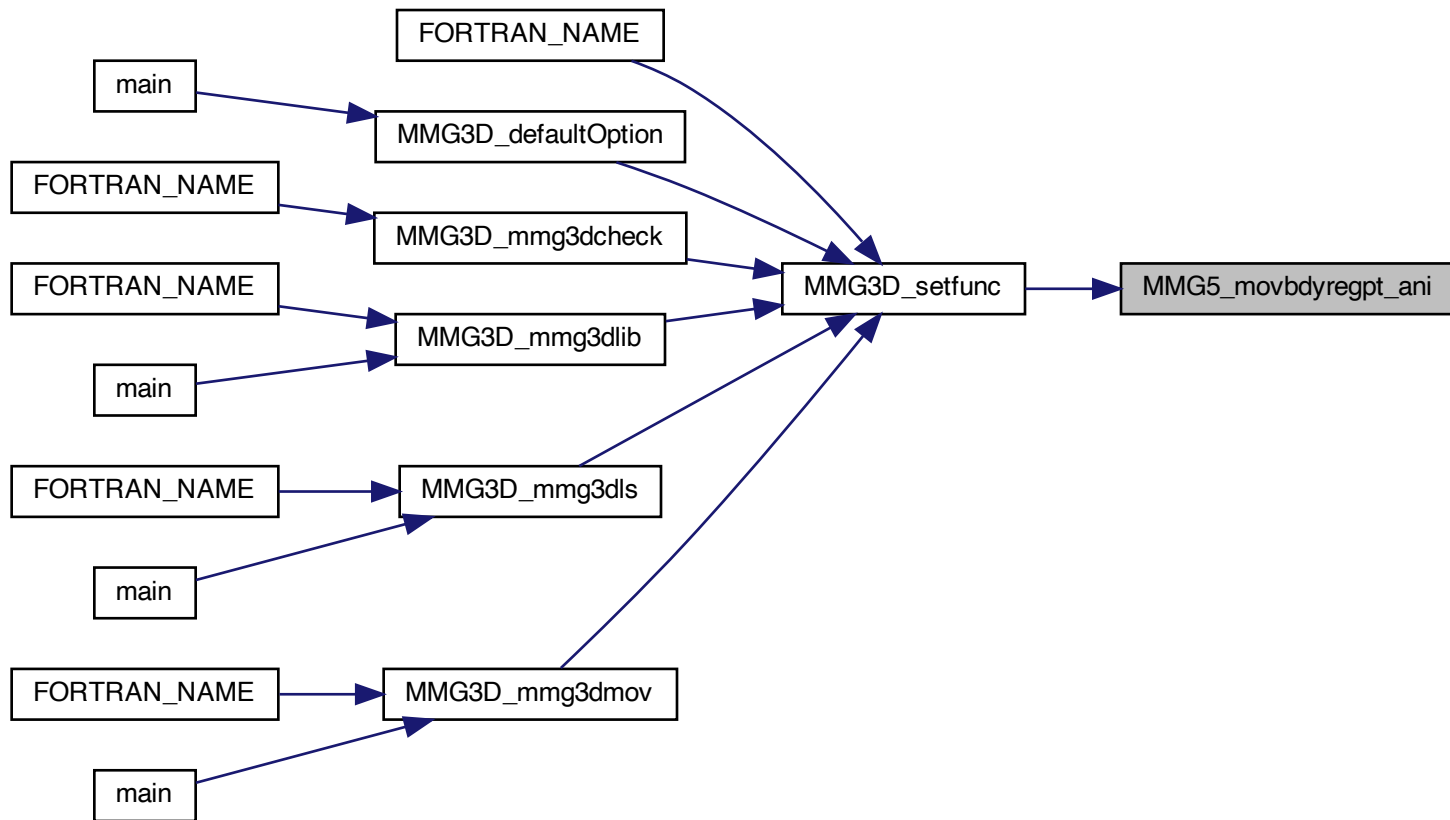 FORTRAN_NAME
main
MMG3D_defaultOption
FORTRAN_NAME
MMG3D_mmg3dcheck
FORTRAN_NAME
MMG3D_setfunc
MMG5_movbdyregpt_ani
MMG3D_mmg3dlib
main
FORTRAN_NAME
MMG3D_mmg3dls
main
FORTRAN_NAME
MMG3D_mmg3dmov
main